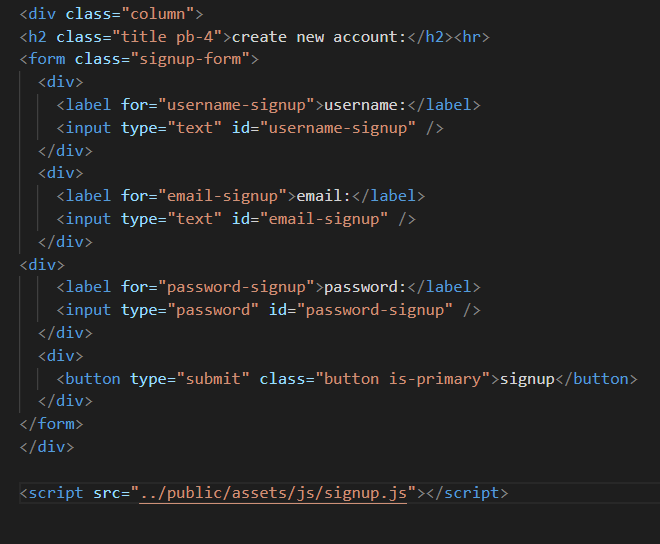 <div class="column">
<h2 class="title pb-4">create new account:</h2><hr>
<form class="signup-form">
  <div>
    <label for="username-signup">username:</label>
    <input type="text" id="username-signup" />
  </div>
  <div>
    <label for="email-signup">email:</label>
    <input type="text" id="email-signup" />
  </div>
<div>
    <label for="password-signup">password:</label>
    <input type="password" id="password-signup" />
  </div>
  <div>
    <button type="submit" class="button is-primary">signup</button>
  </div>
</form>
</div>

<script src="../public/assets/js/signup.js"></script>